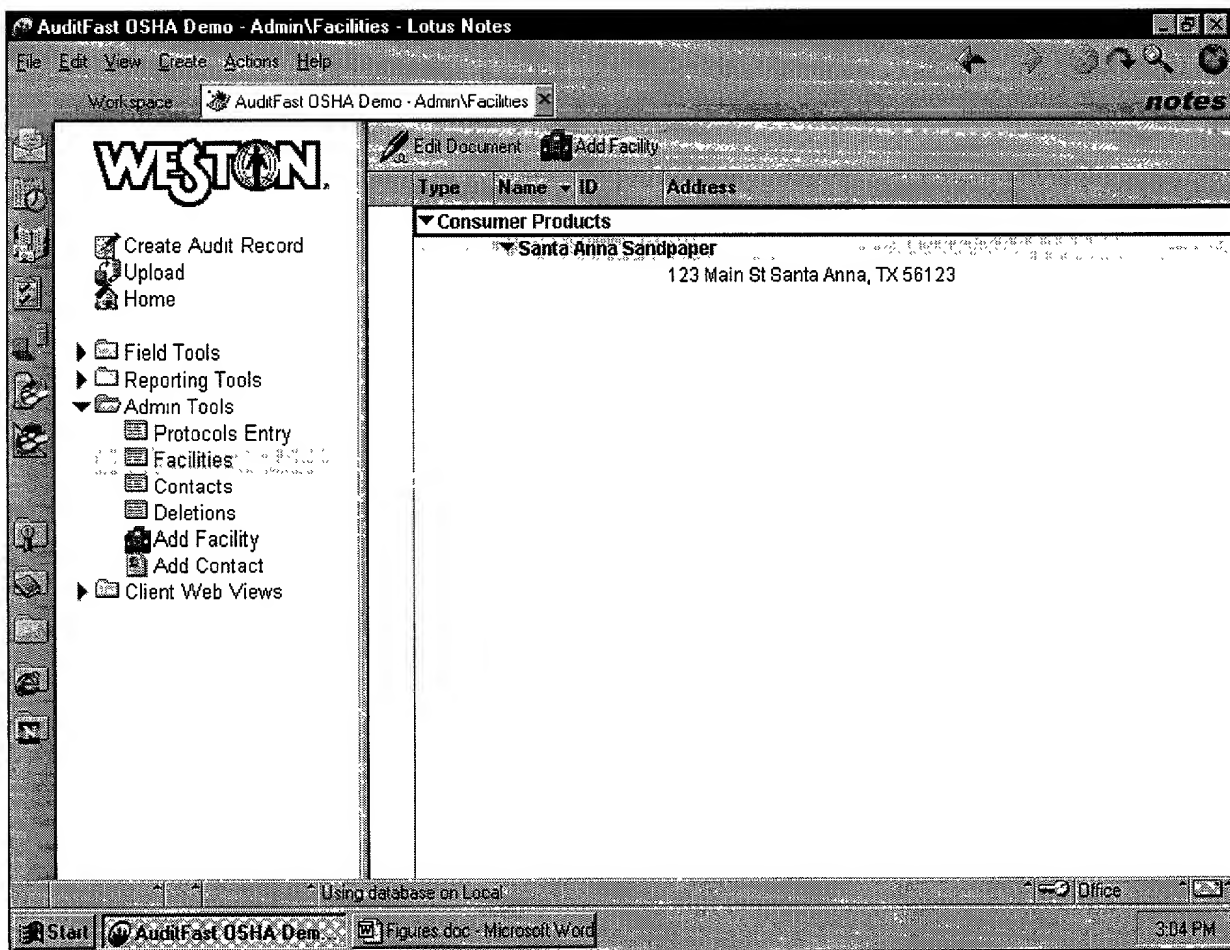 AuditFast OSHA Demo - Admin\Facilities - Lotus Notes
File Edit View Create Actions Help
Workspace AuditFast OSHA Demo - Admin\Facilities
notes
WESTON.
Edit Document Add Facility
Type Name ID Address
Consumer Products
Santa Anna Sandpaper
123 Main St Santa Anna, TX 56123
Create Audit Record
Upload
Home
Field Tools
Reporting Tools
Admin Tools
Protocols Entry
Facilities
Contacts
Deletions
Add Facility
Add Contact
Client Web Views
Using database on Local
Office
Start AuditFast OSHA Dem... Figures.doc - Microsoft Word 3:04 PM